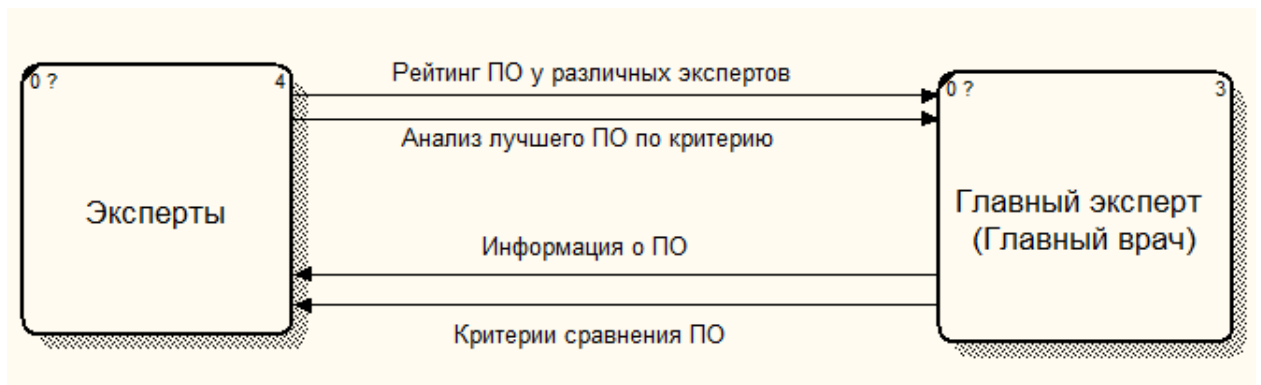 Рейтинг ПО у различных экспертов
0 ?
4
0 ?
3
Анализ лучшего ПО по критерию
Эксперты
Главный эксперт
(Главный врач)
Информация о ПО
Критерии сравнения ПО